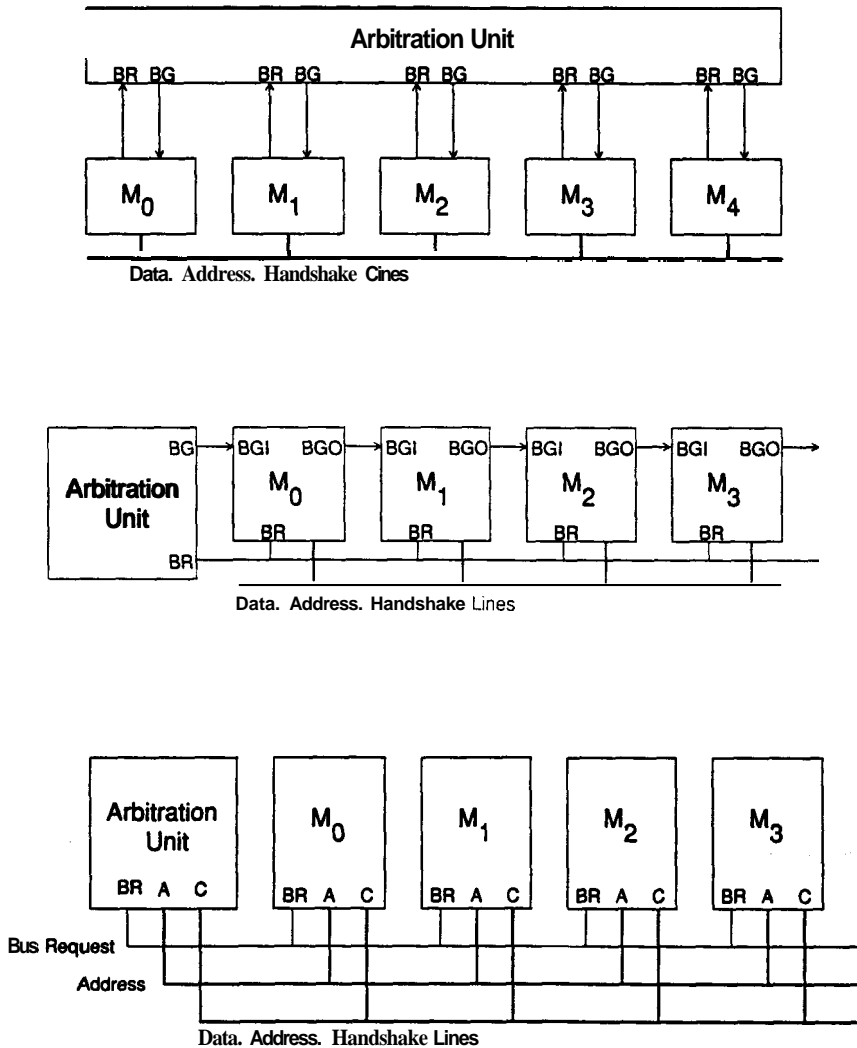 Arbitration Unit
BR BG BR BG BR BG BR BG BR BG
M0 M1 M2 M3 M4
Data. Address. Handshake Cines
BG BGI BGO BGI BGO BGI BGO BGI BGO
Arbitration
Unit
M0 M1 M2 M3
BR BR BR BR
BR
Data. Address. Handshake Lines
Arbitration
Unit
M0 M1 M2 M3
BR A C BR A C BR A C BR A C BR A C
Bus Request
Address
Data. Address. Handshake Lines